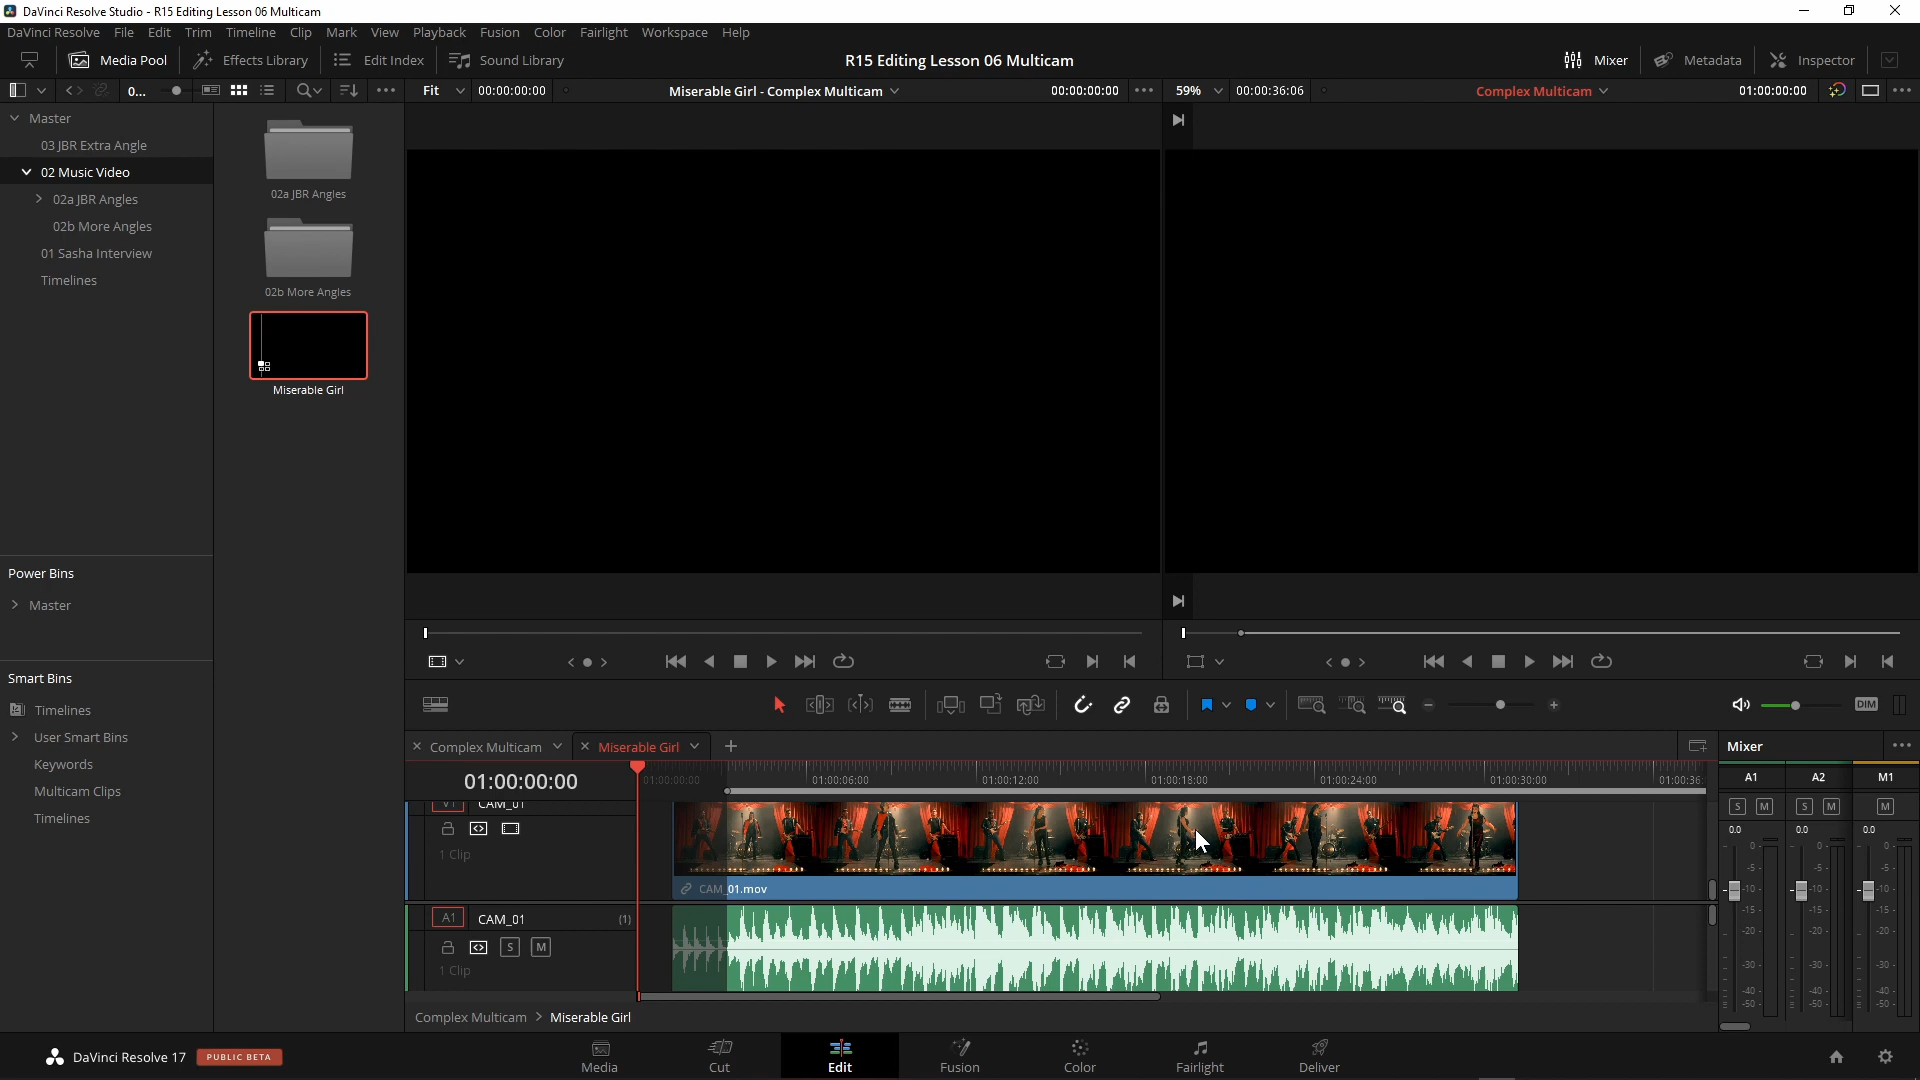 DaVinci Resolve Studio - R15 Editing Lesson 06 Multicam
DaVinci Resolve File Edit Trim Timeline Clip Mark View Playback Fusion Color Fairlight Workspace Help
Media Pool Effects Library Edit Index Sound Library R15 Editing Lesson 06 Multicam Mixer Metadata Inspector
0... Fit 00:00:00:00 Miserable Girl - Complex Multicam 00:00:00:00 59% 00:00:36:06 Complex Multicam 01:00:00:00
Master
03 JBR Extra Angle
02 Music Video
02a JBR Angles
02b More Angles
01 Sasha Interview
Timelines
02a JBR Angles
02b More Angles
Miserable Girl
Power Bins
Master
Smart Bins
Timelines
User Smart Bins
Keywords
Multicam Clips
Timelines
DIM
Complex Multicam Miserable Girl
01:00:00:00
01:00:00:00 01:00:06:00 01:00:12:00 01:00:18:00 01:00:24:00 01:00:30:00 01:00:36:
V1 CAM_01
1 Clip
CAM_01.mov
A1 CAM_01 (1)
S M
1 Clip
Complex Multicam > Miserable Girl
Mixer
A1 A2 M1
S M S M M
0.0 0.0 0.0
0- 0- 0-
-5- -5- -5-
-10- -10- -10-
-15- -15- -15-
-20- -20- -20-
-30- -30- -30-
-40- -40- -40-
-50- -50- -50-
DaVinci Resolve 17 PUBLIC BETA
Media Cut Edit Fusion Color Fairlight Deliver